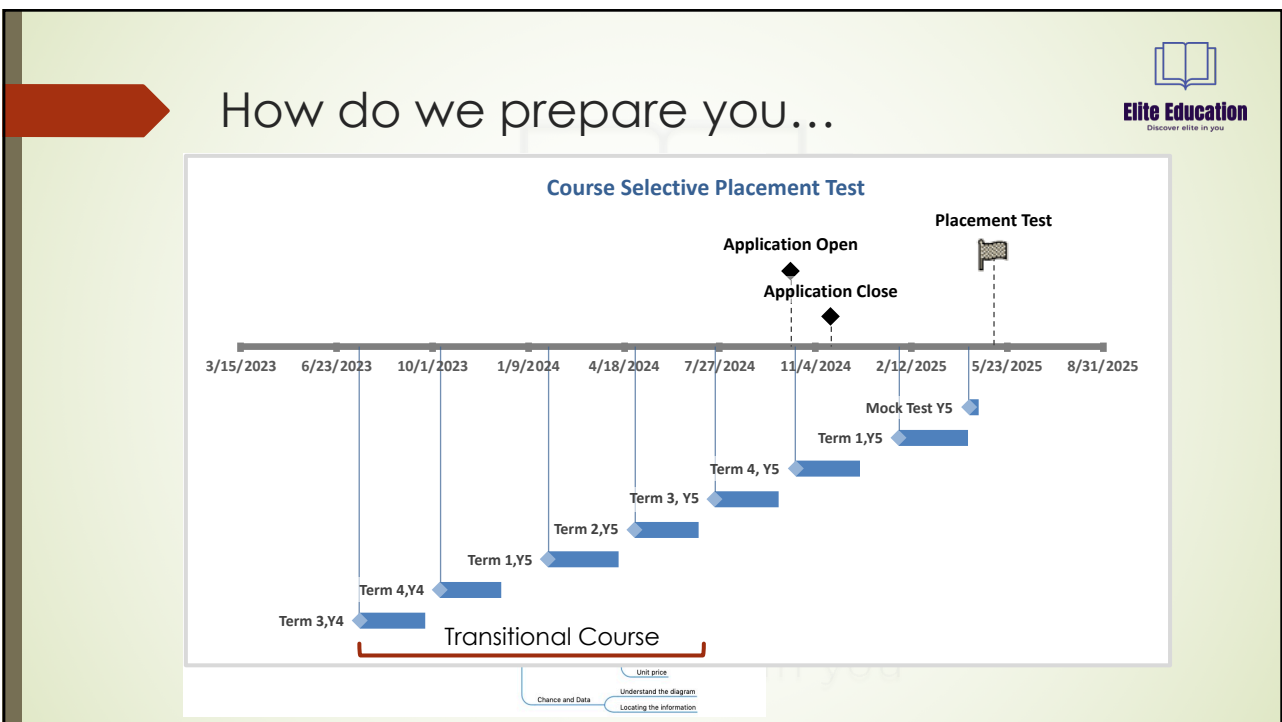 How do we prepare you...
Elite Education
Discover elite in you
Course Selective Placement Test
Placement Test
Application Open
Application Close
3/15/2023 6/23/2023 10/1/2023 1/9/2024 4/18/2024 7/27/2024 11/4/2024 2/12/2025 5/23/2025 8/31/2025
Mock Test Y5
Term 1,Y5
Term 4, Y5
Term 3, Y5
Term 2,Y5
Term 1,Y5
Term 4,Y4
Term 3,Y4
Transitional Course
Unit price
in you
Chance and Data
Understand the diagram
Locating the information